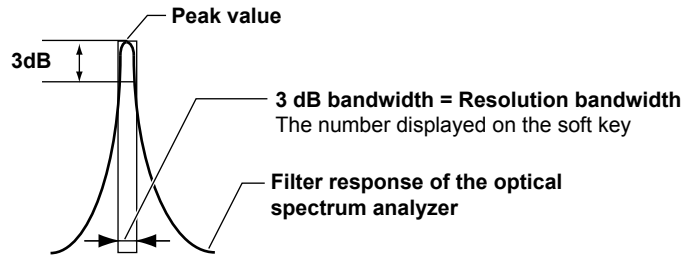 Peak value
3dB
3 dB bandwidth = Resolution bandwidth
The number displayed on the soft key
Filter response of the optical
spectrum analyzer